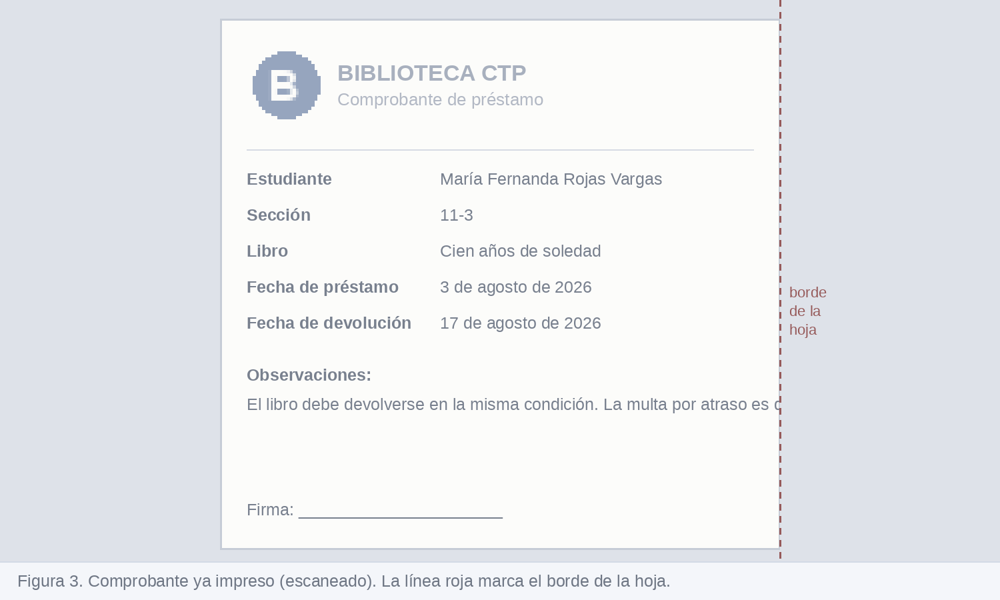 B
BIBLIOTECA CTP
Comprobante de préstamo
Estudiante María Fernanda Rojas Vargas
Sección 11-3
Libro Cien años de soledad
Fecha de préstamo 3 de agosto de 2026
Fecha de devolución 17 de agosto de 2026
borde
de la
hoja
Observaciones:
El libro debe devolverse en la misma condición. La multa por atraso es
Firma:
Figura 3. Comprobante ya impreso (escaneado). La línea roja marca el borde de la hoja.